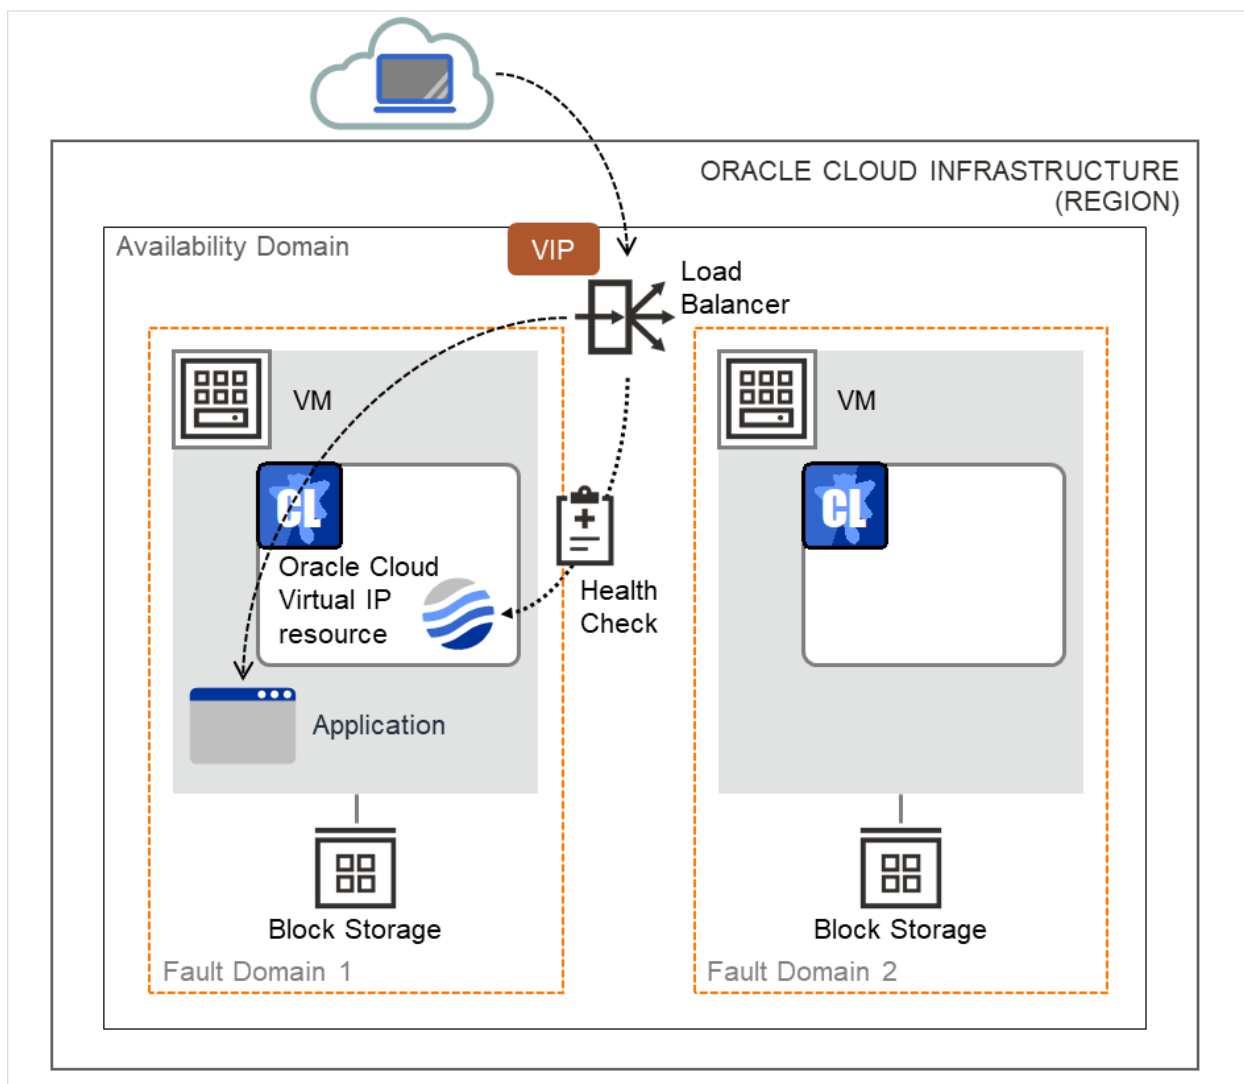 ORACLE CLOUD INFRASTRUCTURE
(REGION)
Availability Domain
VIP
Load
Balancer
VM
CL
Oracle Cloud
Virtual IP
resource
Health
Check
Application
Block Storage
Fault Domain 1
VM
CL
Block Storage
Fault Domain 2